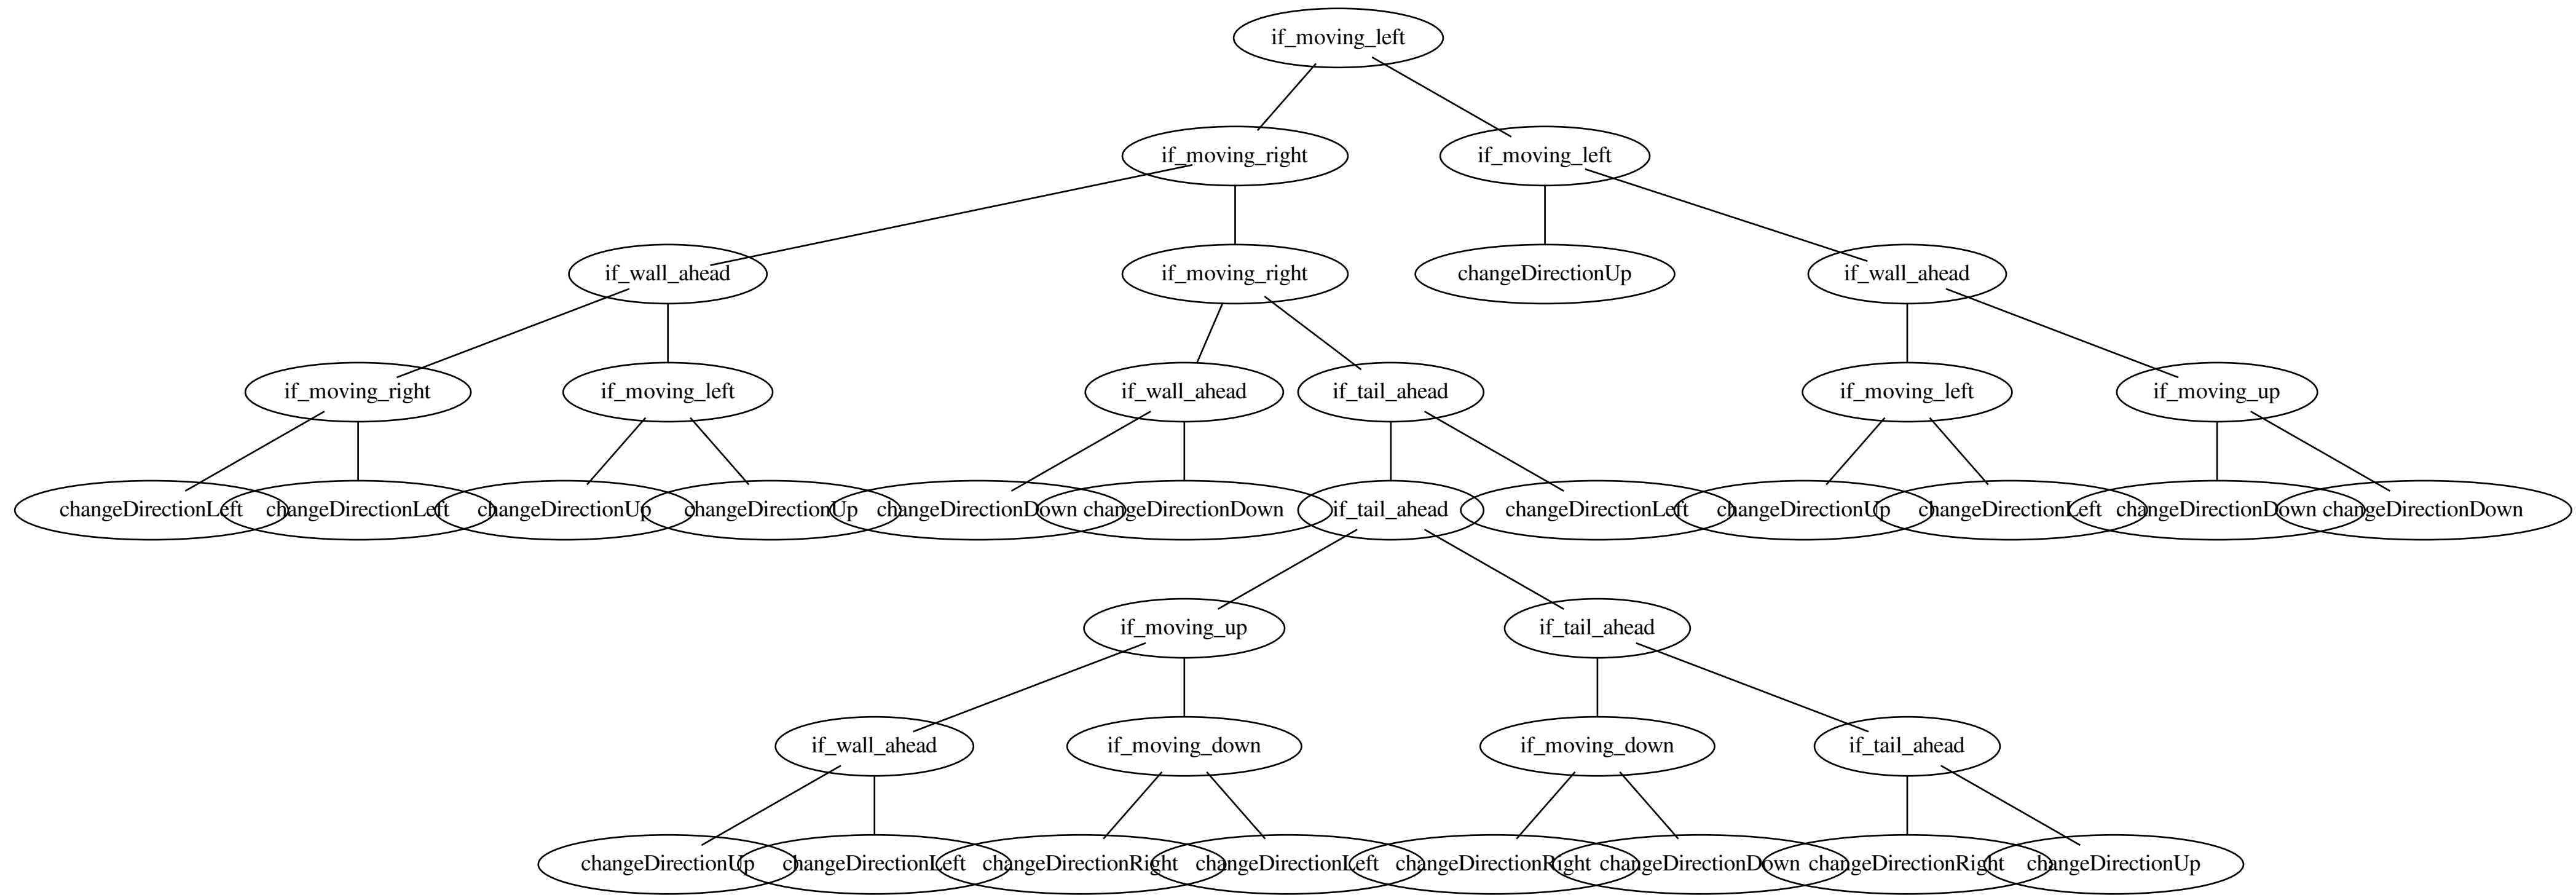 if_moving_left
if_moving_right if_moving_left
if_wall_ahead if_moving_right changeDirectionUp if_wall_ahead
if_moving_right if_moving_left if_wall_ahead if_tail_ahead if_moving_left if_moving_up
changeDirectionLeft changeDirectionLeft changeDirectionUp changeDirectionUp changeDirectionDown changeDirectionDown if_tail_ahead changeDirectionLeft changeDirectionUp changeDirectionLeft changeDirectionDown changeDirectionDown
if_moving_up if_tail_ahead
if_wall_ahead if_moving_down if_moving_down if_tail_ahead
changeDirectionUp changeDirectionLeft changeDirectionRight changeDirectionLeft changeDirectionRight changeDirectionDown changeDirectionRight changeDirectionUp